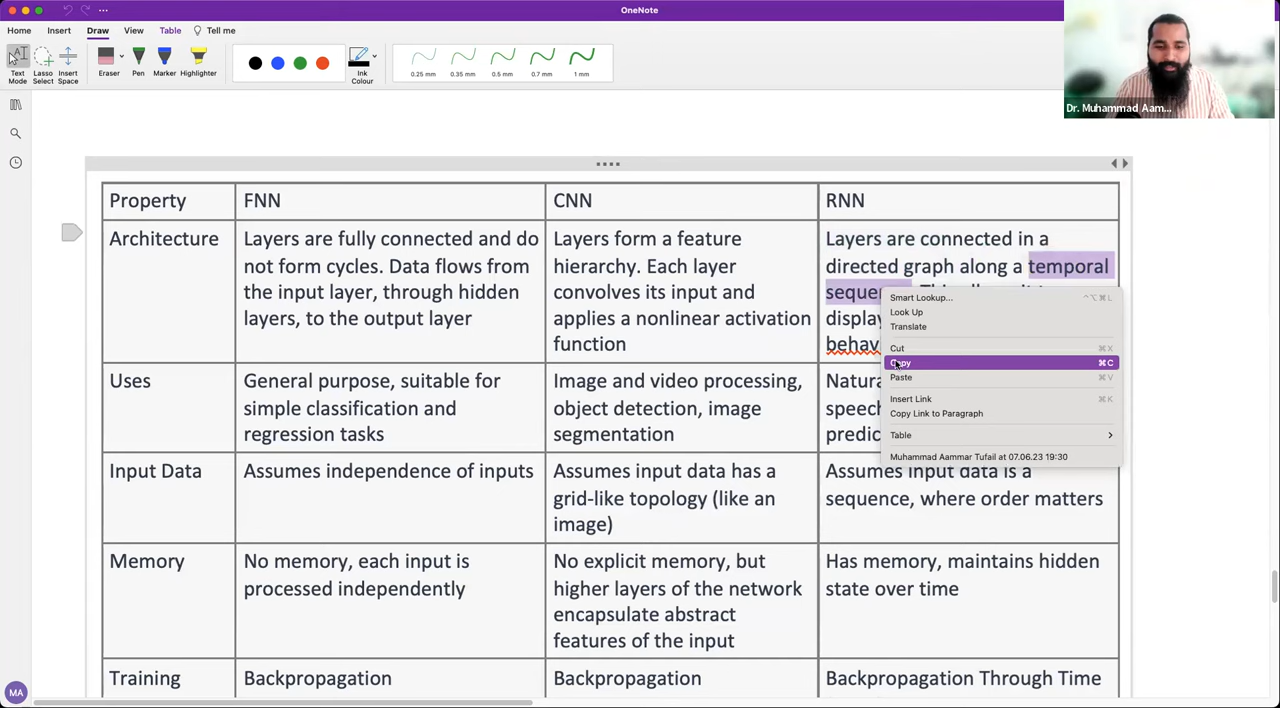 OneNote
Home Insert Draw View Table Tell me
Text Mode
Lasso Select
Insert Space
Eraser
Pen
Marker
Highlighter
Ink Colour
0.25 mm
0.35 mm
0.5 mm
0.7 mm
1 mm
Dr. Muhammad Aam...
Property
FNN
CNN
RNN
Architecture
Layers are fully connected and do
not form cycles. Data flows from
the input layer, through hidden
layers, to the output layer
Layers form a feature
hierarchy. Each layer
convolves its input and
applies a nonlinear activation
function
Layers are connected in a
directed graph along a temporal
display
behav
Smart Lookup... ^⌥⌘L
Look Up
Translate
Cut ⌘X
Copy ⌘C
Paste ⌘V
Insert Link ⌘K
Copy Link to Paragraph
Table
Muhammad Aammar Tufail at 07.06.23 19:30
Uses
General purpose, suitable for
simple classification and
regression tasks
Image and video processing,
object detection, image
segmentation
Natura
speech
predic
Input Data
Assumes independence of inputs
Assumes input data has a
grid-like topology (like an
image)
Assumes input data is a
sequence, where order matters
Memory
No memory, each input is
processed independently
No explicit memory, but
higher layers of the network
encapsulate abstract
features of the input
Has memory, maintains hidden
state over time
Training
Backpropagation
Backpropagation
Backpropagation Through Time
MA